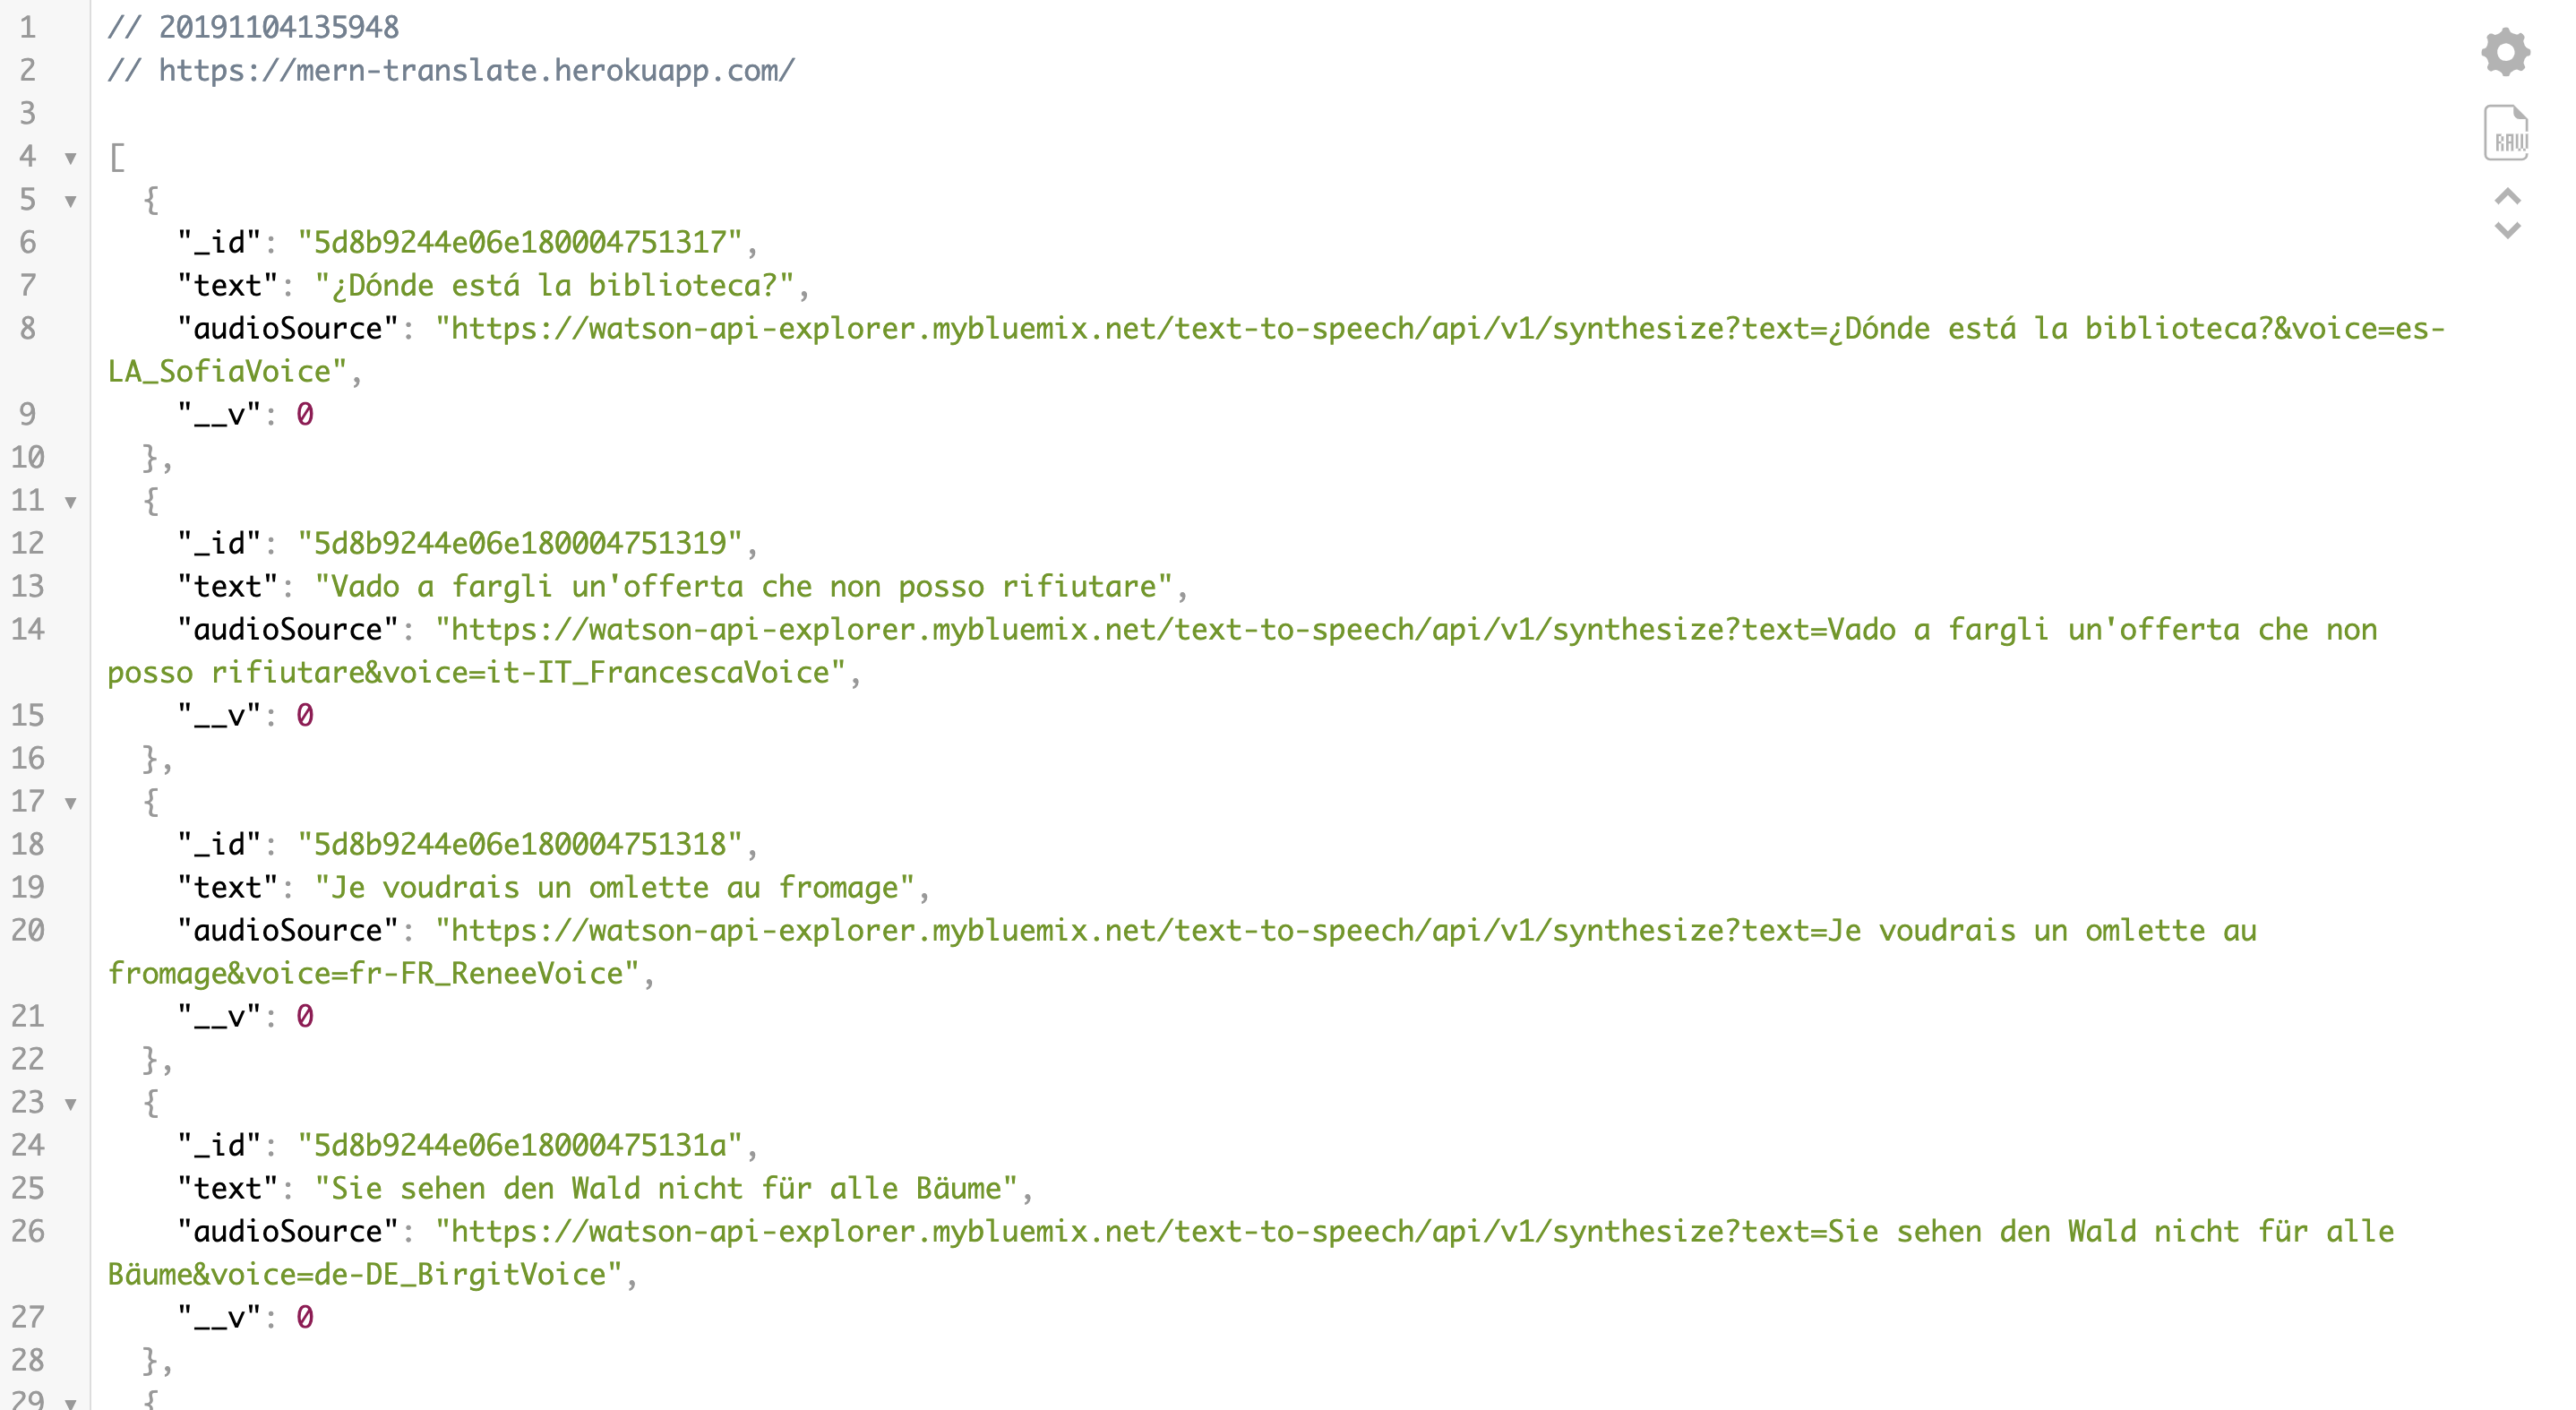 1 // 20191104135948
2 // https://mern-translate.herokuapp.com/
3
4 [
5 {
6 "_id": "5d8b9244e06e180004751317",
7 "text": "¿Dónde está la biblioteca?",
8 "audioSource": "https://watson-api-explorer.mybluemix.net/text-to-speech/api/v1/synthesize?text=¿Dónde está la biblioteca?&voice=es-
LA_SofiaVoice",
9 "__v": 0
10 },
11 {
12 "_id": "5d8b9244e06e180004751319",
13 "text": "Vado a fargli un'offerta che non posso rifiutare",
14 "audioSource": "https://watson-api-explorer.mybluemix.net/text-to-speech/api/v1/synthesize?text=Vado a fargli un'offerta che non
posso rifiutare&voice=it-IT_FrancescaVoice",
15 "__v": 0
16 },
17 {
18 "_id": "5d8b9244e06e180004751318",
19 "text": "Je voudrais un omlette au fromage",
20 "audioSource": "https://watson-api-explorer.mybluemix.net/text-to-speech/api/v1/synthesize?text=Je voudrais un omlette au
fromage&voice=fr-FR_ReneeVoice",
21 "__v": 0
22 },
23 {
24 "_id": "5d8b9244e06e18000475131a",
25 "text": "Sie sehen den Wald nicht für alle Bäume",
26 "audioSource": "https://watson-api-explorer.mybluemix.net/text-to-speech/api/v1/synthesize?text=Sie sehen den Wald nicht für alle
Bäume&voice=de-DE_BirgitVoice",
27 "__v": 0
28 },
29 {
RAW